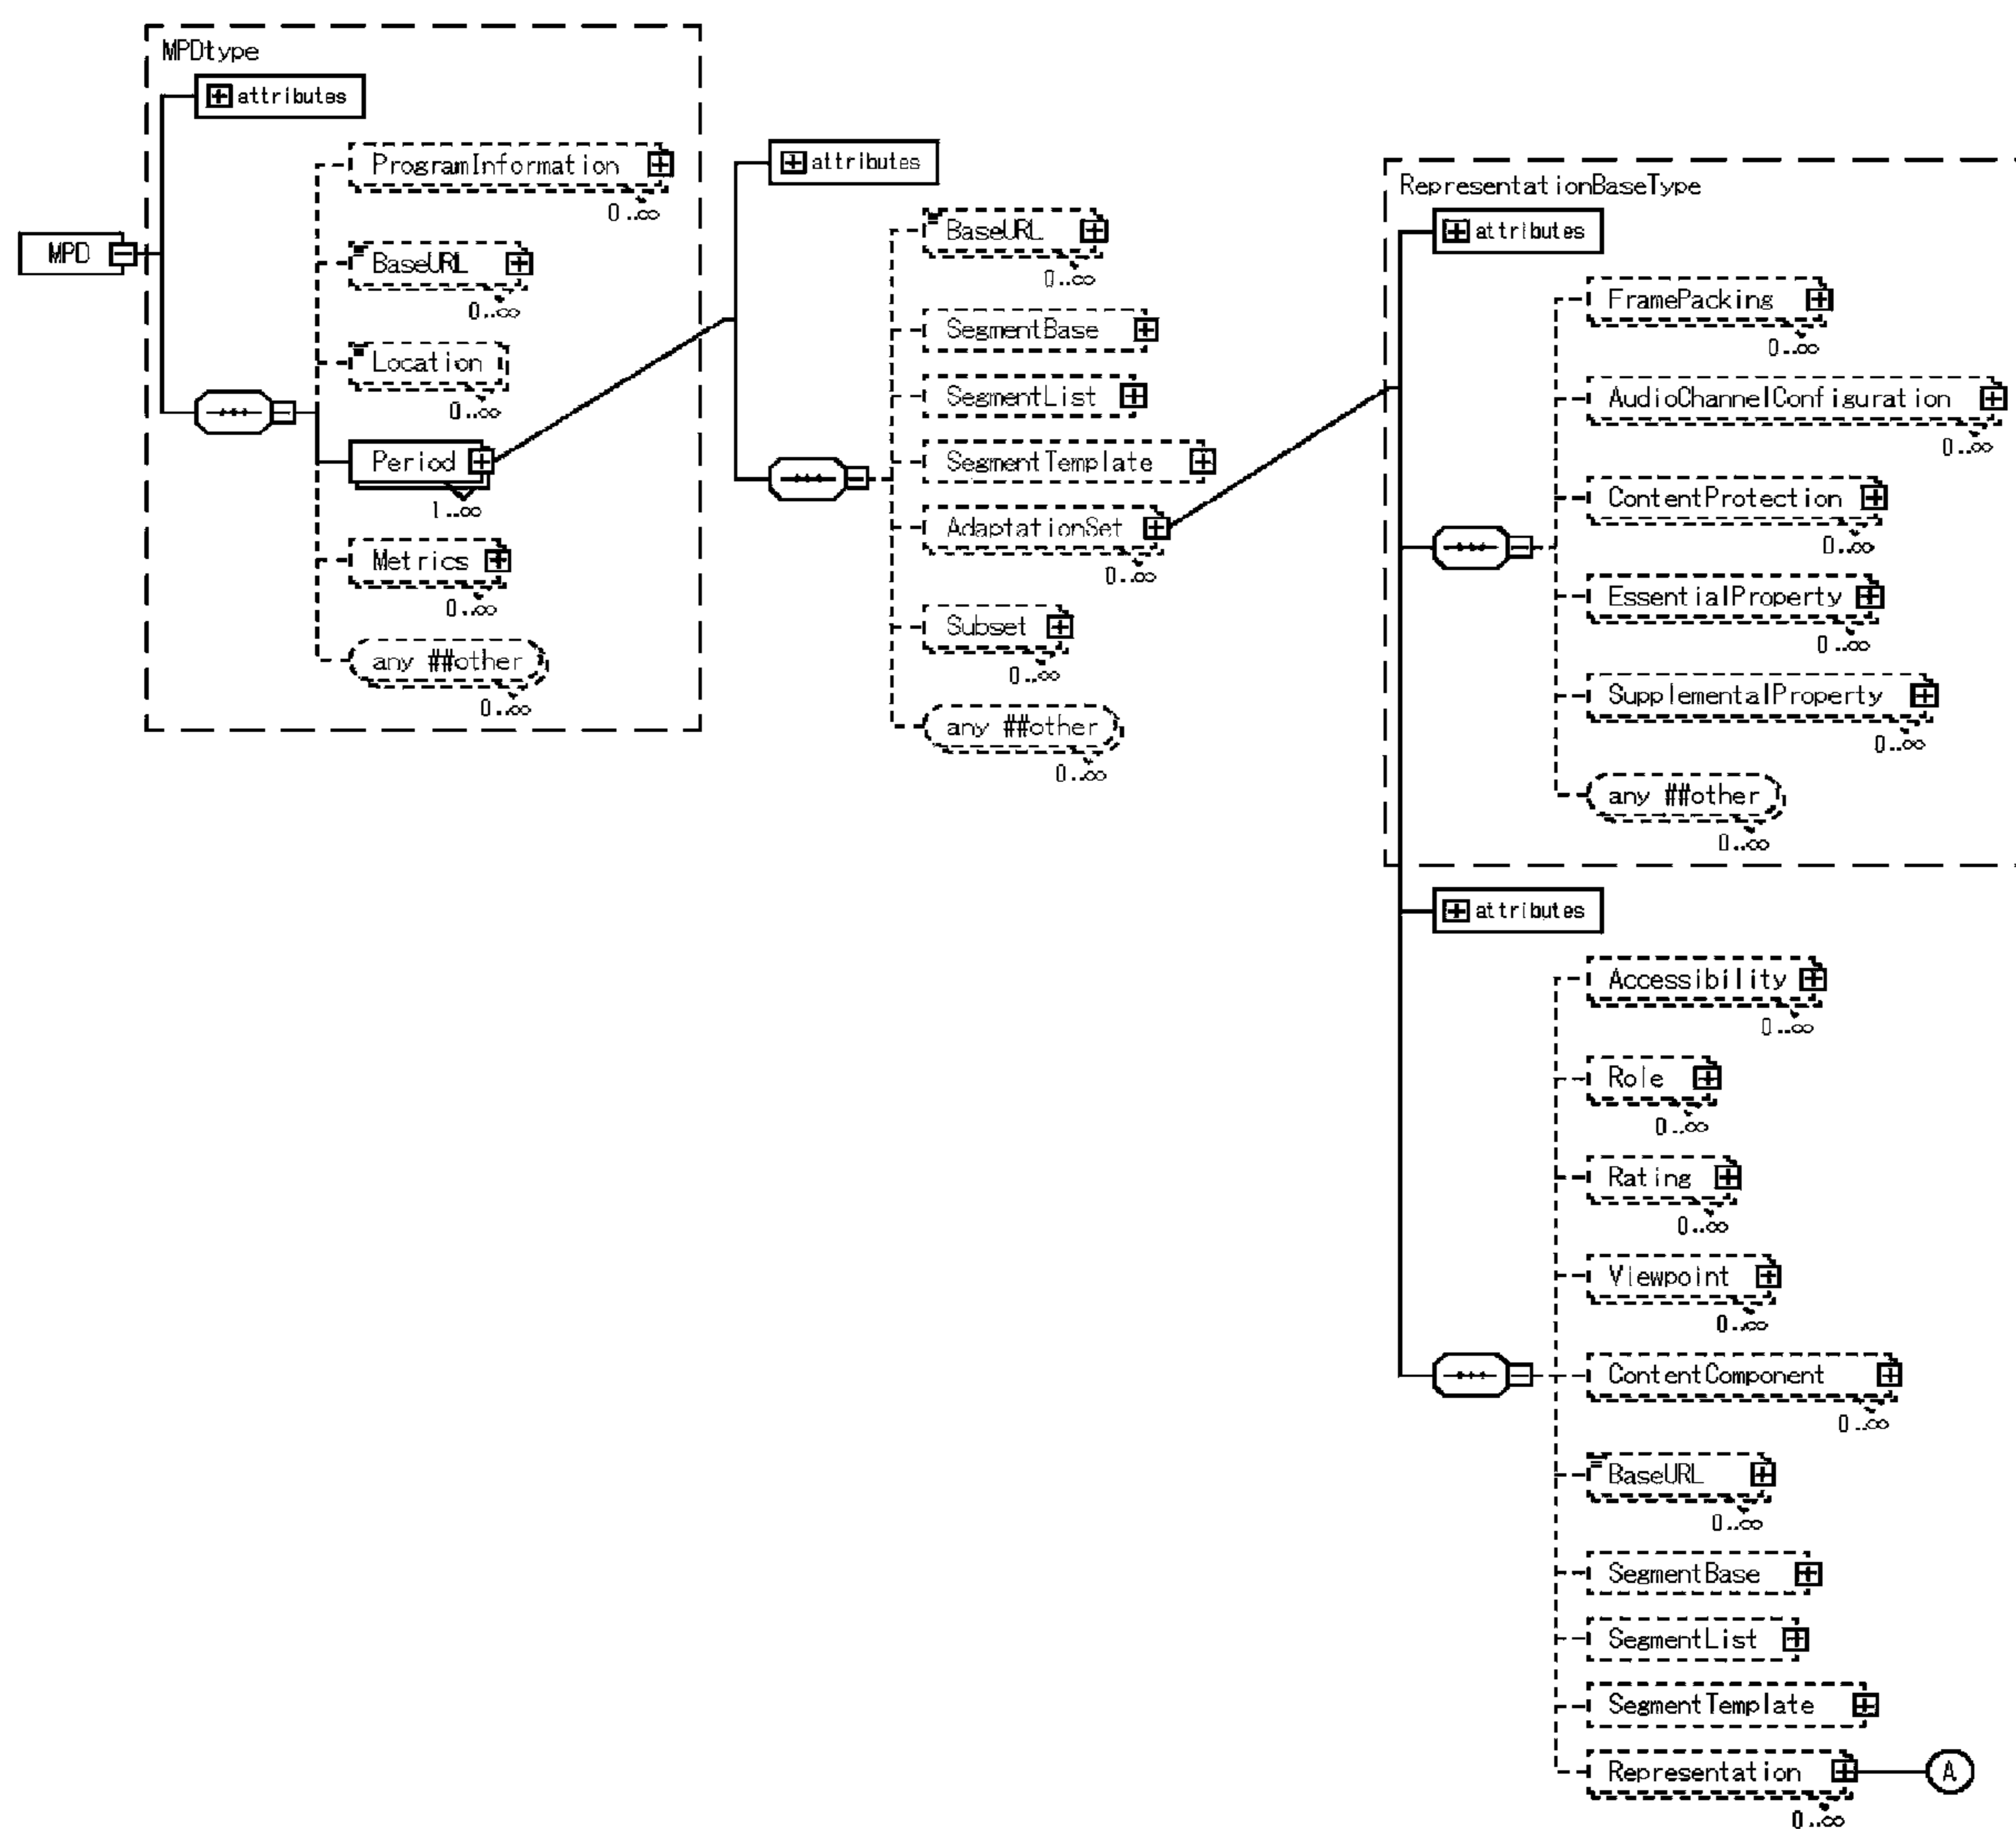 MPD
MPDtype
attributes
ProgramInformation
0..∞
BaseURL
0..∞
Location
0..∞
Period
1..∞
Metrics
0..∞
any ##other
0..∞
attributes
BaseURL
0..∞
SegmentBase
SegmentList
SegmentTemplate
AdaptationSet
0..∞
Subset
0..∞
any ##other
0..∞
RepresentationBaseType
attributes
FramePacking
0..∞
AudioChannelConfiguration
0..∞
ContentProtection
0..∞
EssentialProperty
0..∞
SupplementalProperty
0..∞
any ##other
0..∞
attributes
Accessibility
0..∞
Role
0..∞
Rating
0..∞
Viewpoint
0..∞
ContentComponent
0..∞
BaseURL
0..∞
SegmentBase
SegmentList
SegmentTemplate
Representation
A
0..∞